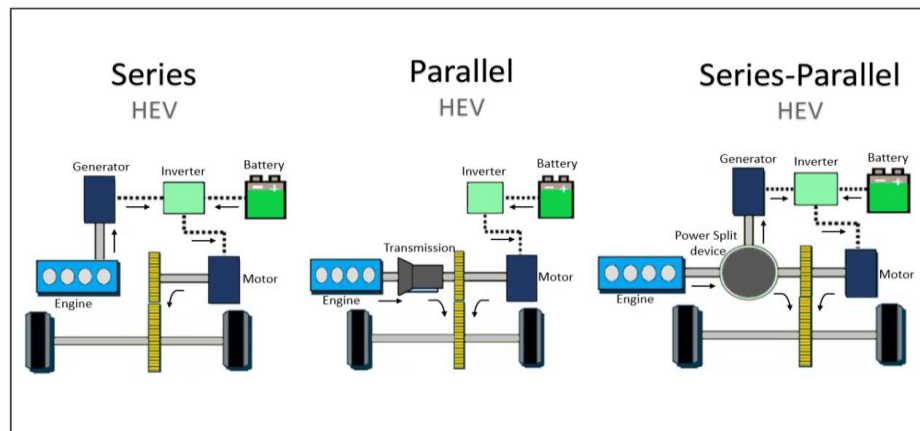 Series
HEV
Generator
Inverter
Battery
Engine
Motor
Parallel
HEV
Inverter
Battery
Transmission
Engine
Motor
Series-Parallel
HEV
Generator
Inverter
Battery
Power Split
device
Engine
Motor